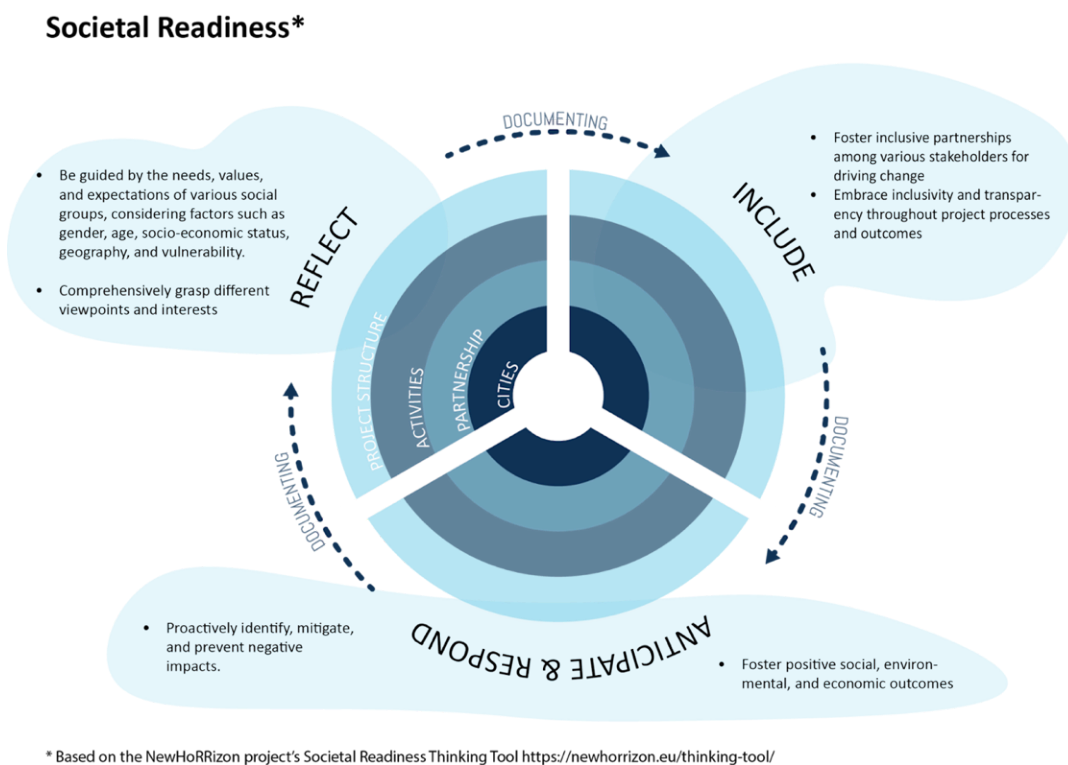 Societal Readiness*
DOCUMENTING
• Be guided by the needs, values,
and expectations of various social
groups, considering factors such as
gender, age, socio-economic status,
geography, and vulnerability.
• Comprehensively grasp different
viewpoints and interests
REFLECT
INCLUDE
• Foster inclusive partnerships
among various stakeholders for
driving change
• Embrace inclusivity and transpar-
ency throughout project processes
and outcomes
PROJECT STRUCTURE
ACTIVITIES
PARTNERSHIP
CITIES
DOCUMENTING
DOCUMENTING
• Proactively identify, mitigate,
and prevent negative
impacts.
ANTICIPATE & RESPOND
• Foster positive social, environ-
mental, and economic outcomes
* Based on the NewHoRRizon project's Societal Readiness Thinking Tool https://newhorrizon.eu/thinking-tool/